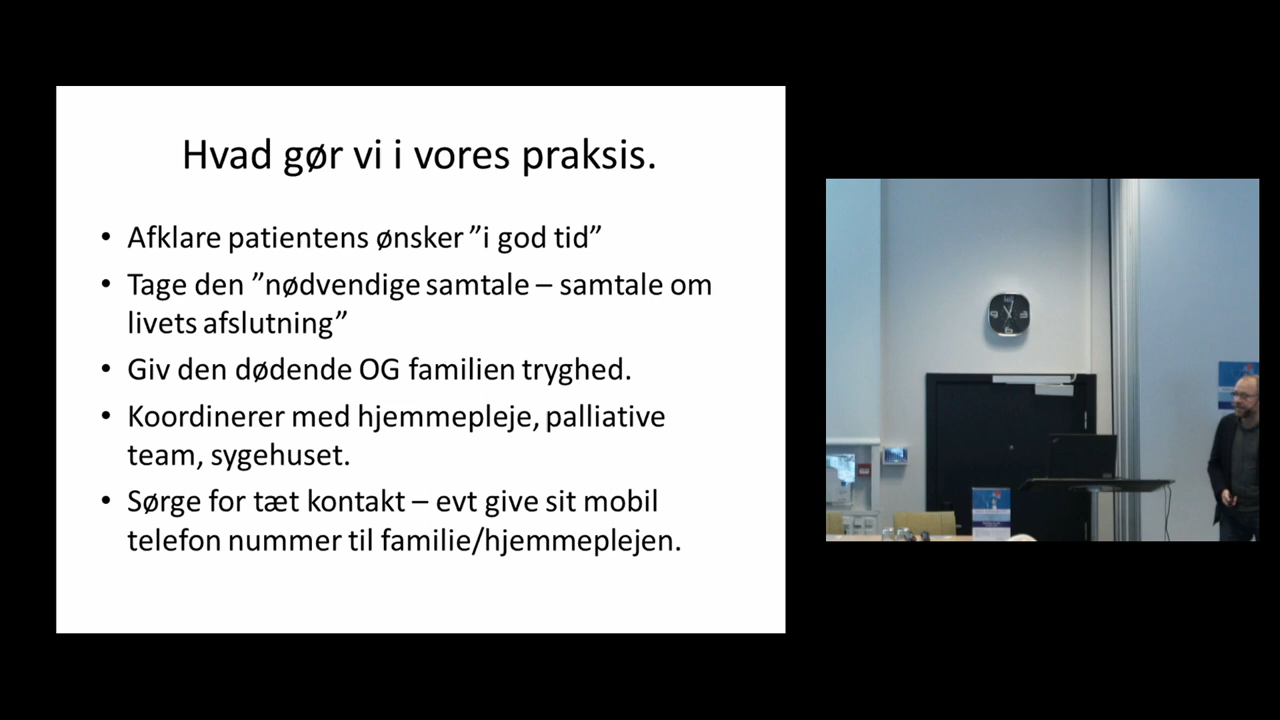 Hvad gør vi i vores praksis.
• Afklare patientens ønsker ”i god tid”
• Tage den ”nødvendige samtale – samtale om
livets afslutning”
• Giv den dødende OG familien tryghed.
• Koordinerer med hjemmepleje, palliative
team, sygehuset.
• Sørge for tæt kontakt – evt give sit mobil
telefon nummer til familie/hjemmeplejen.